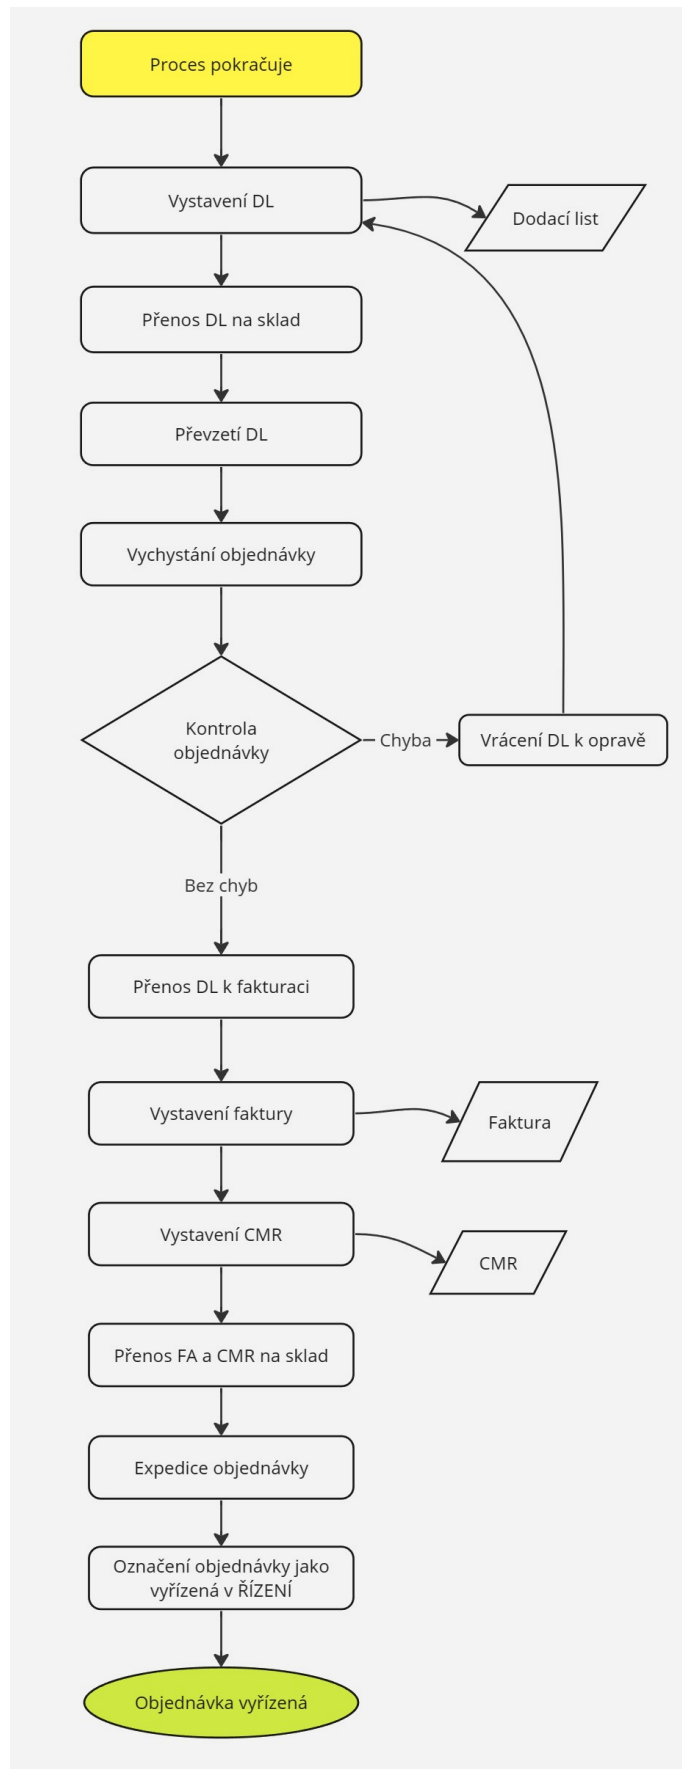 Proces pokračuje
Vystavení DL
Dodací list
Přenos DL na sklad
Převzetí DL
Vychystání objednávky
Kontrola
objednávky
Chyba
Vrácení DL k opravě
Bez chyb
Přenos DL k fakturaci
Vystavení faktury
Faktura
Vystavení CMR
CMR
Přenos FA a CMR na sklad
Expedice objednávky
Označení objednávky jako
vyřízená v ŘÍZENÍ
Objednávka vyřízená